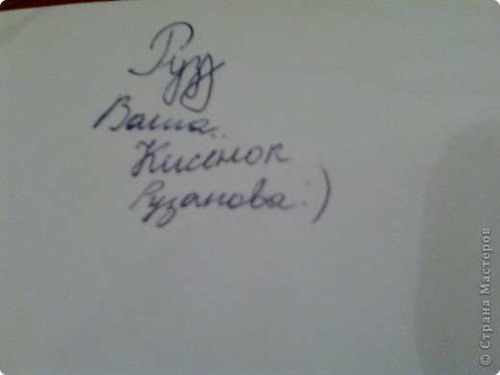 Ваша..
Кисенок
Рузанова:)
© Страна Мастеров